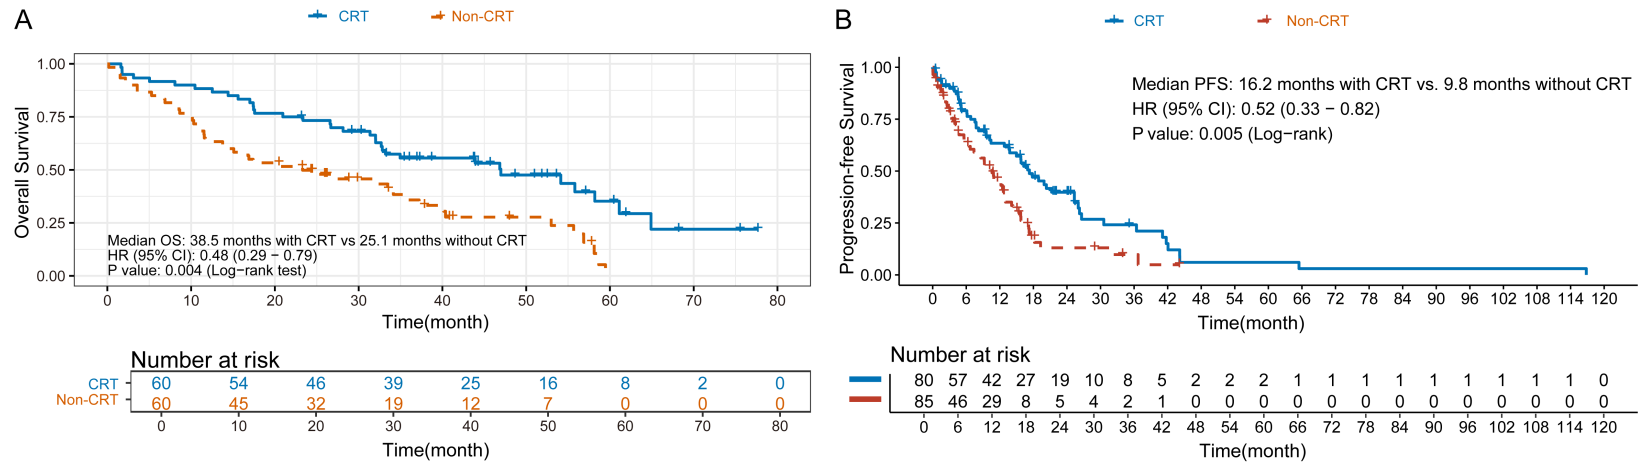 A
CRT
Non-CRT
Overall Survival
1.00
0.75
0.50
0.25
0.00
Median OS: 38.5 months with CRT vs 25.1 months without CRT
HR (95% CI): 0.48 (0.29 − 0.79)
P value: 0.004 (Log−rank test)
0 10 20 30 40 50 60 70 80
Time(month)
Number at risk
CRT 60 54 46 39 25 16 8 2 0
Non-CRT 60 45 32 19 12 7 0 0 0
0 10 20 30 40 50 60 70 80
Time(month)
B
CRT
Non-CRT
Progression-free Survival
1.00
0.75
0.50
0.25
0.00
Median PFS: 16.2 months with CRT vs. 9.8 months without CRT
HR (95% CI): 0.52 (0.33 − 0.82)
P value: 0.005 (Log−rank)
0 6 12 18 24 30 36 42 48 54 60 66 72 78 84 90 96 102 108 114 120
Time(month)
Number at risk
80 57 42 27 19 10 8 5 2 2 2 1 1 1 1 1 1 1 1 1 0
85 46 29 8 5 4 2 1 0 0 0 0 0 0 0 0 0 0 0 0 0
0 6 12 18 24 30 36 42 48 54 60 66 72 78 84 90 96 102 108 114 120
Time(month)